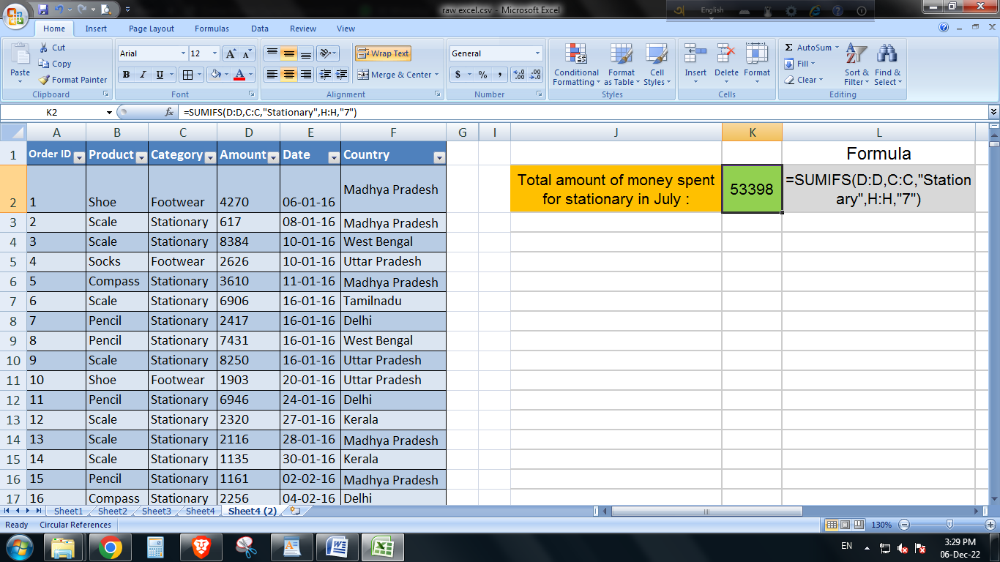 raw excel.csv - Microsoft Excel
English
Home Insert Page Layout Formulas Data Review View
Paste
Cut
Copy
Format Painter
Clipboard
Arial 12
B I U
Font
Wrap Text
Merge & Center
Alignment
General
$ % ,
Number
Conditional Formatting
Format as Table
Cell Styles
Styles
Insert Delete Format
Cells
Σ AutoSum
Fill
Clear
Sort & Filter
Find & Select
Editing
K2 fx =SUMIFS(D:D,C:C,"Stationary",H:H,"7")
A B C D E F G I J K L
1 Order ID Product Category Amount Date Country Formula
2 1 Shoe Footwear 4270 06-01-16 Madhya Pradesh
Total amount of money spent
for stationary in July :
53398
=SUMIFS(D:D,C:C,"Station
ary",H:H,"7")
3 2 Scale Stationary 617 08-01-16 Madhya Pradesh
4 3 Scale Stationary 8384 10-01-16 West Bengal
5 4 Socks Footwear 2626 10-01-16 Uttar Pradesh
6 5 Compass Stationary 3610 11-01-16 Madhya Pradesh
7 6 Scale Stationary 6906 16-01-16 Tamilnadu
8 7 Pencil Stationary 2417 16-01-16 Delhi
9 8 Pencil Stationary 7431 16-01-16 West Bengal
10 9 Scale Stationary 8250 16-01-16 Uttar Pradesh
11 10 Shoe Footwear 1903 20-01-16 Uttar Pradesh
12 11 Pencil Stationary 6946 24-01-16 Delhi
13 12 Scale Stationary 2320 27-01-16 Kerala
14 13 Scale Stationary 2116 28-01-16 Madhya Pradesh
15 14 Scale Stationary 1135 30-01-16 Kerala
16 15 Pencil Stationary 1161 02-02-16 Madhya Pradesh
17 16 Compass Stationary 2256 04-02-16 Delhi
Sheet1 Sheet2 Sheet3 Sheet4 Sheet4 (2)
Ready Circular References 130%
EN 3:29 PM
06-Dec-22